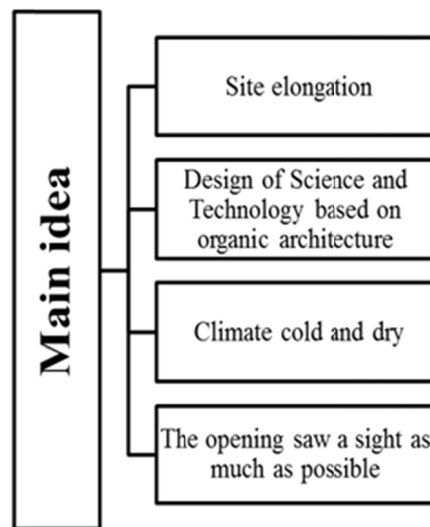 Main idea
Site elongation
Design of Science and
Technology based on
organic architecture
Climate cold and dry
The opening saw a sight as
much as possible